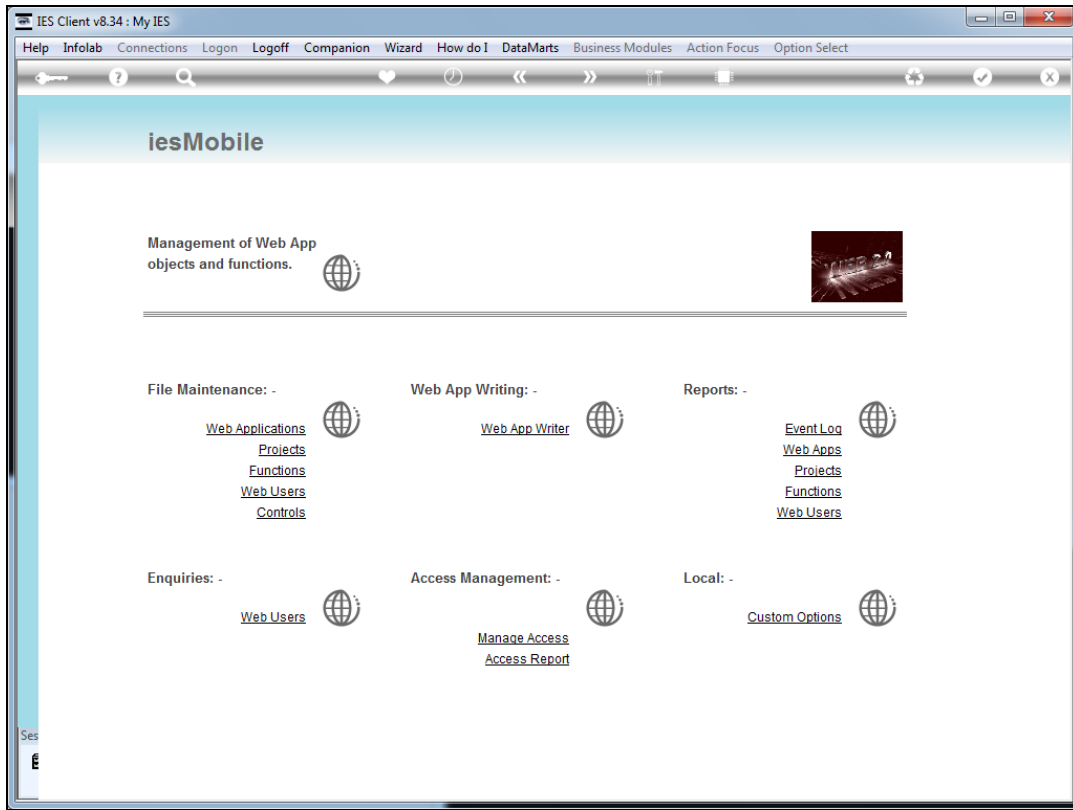 IES Client v8.34 : My IES
Help Infolab Connections Logon Logoff Companion Wizard How do I DataMarts Business Modules Action Focus Option Select
iesMobile
Management of Web App
objects and functions.
File Maintenance: -
Web Applications
Projects
Functions
Web Users
Controls
Web App Writing: -
Web App Writer
Reports: -
Event Log
Web Apps
Projects
Functions
Web Users
Enquiries: -
Web Users
Access Management: -
Manage Access
Access Report
Local: -
Custom Options
Ses